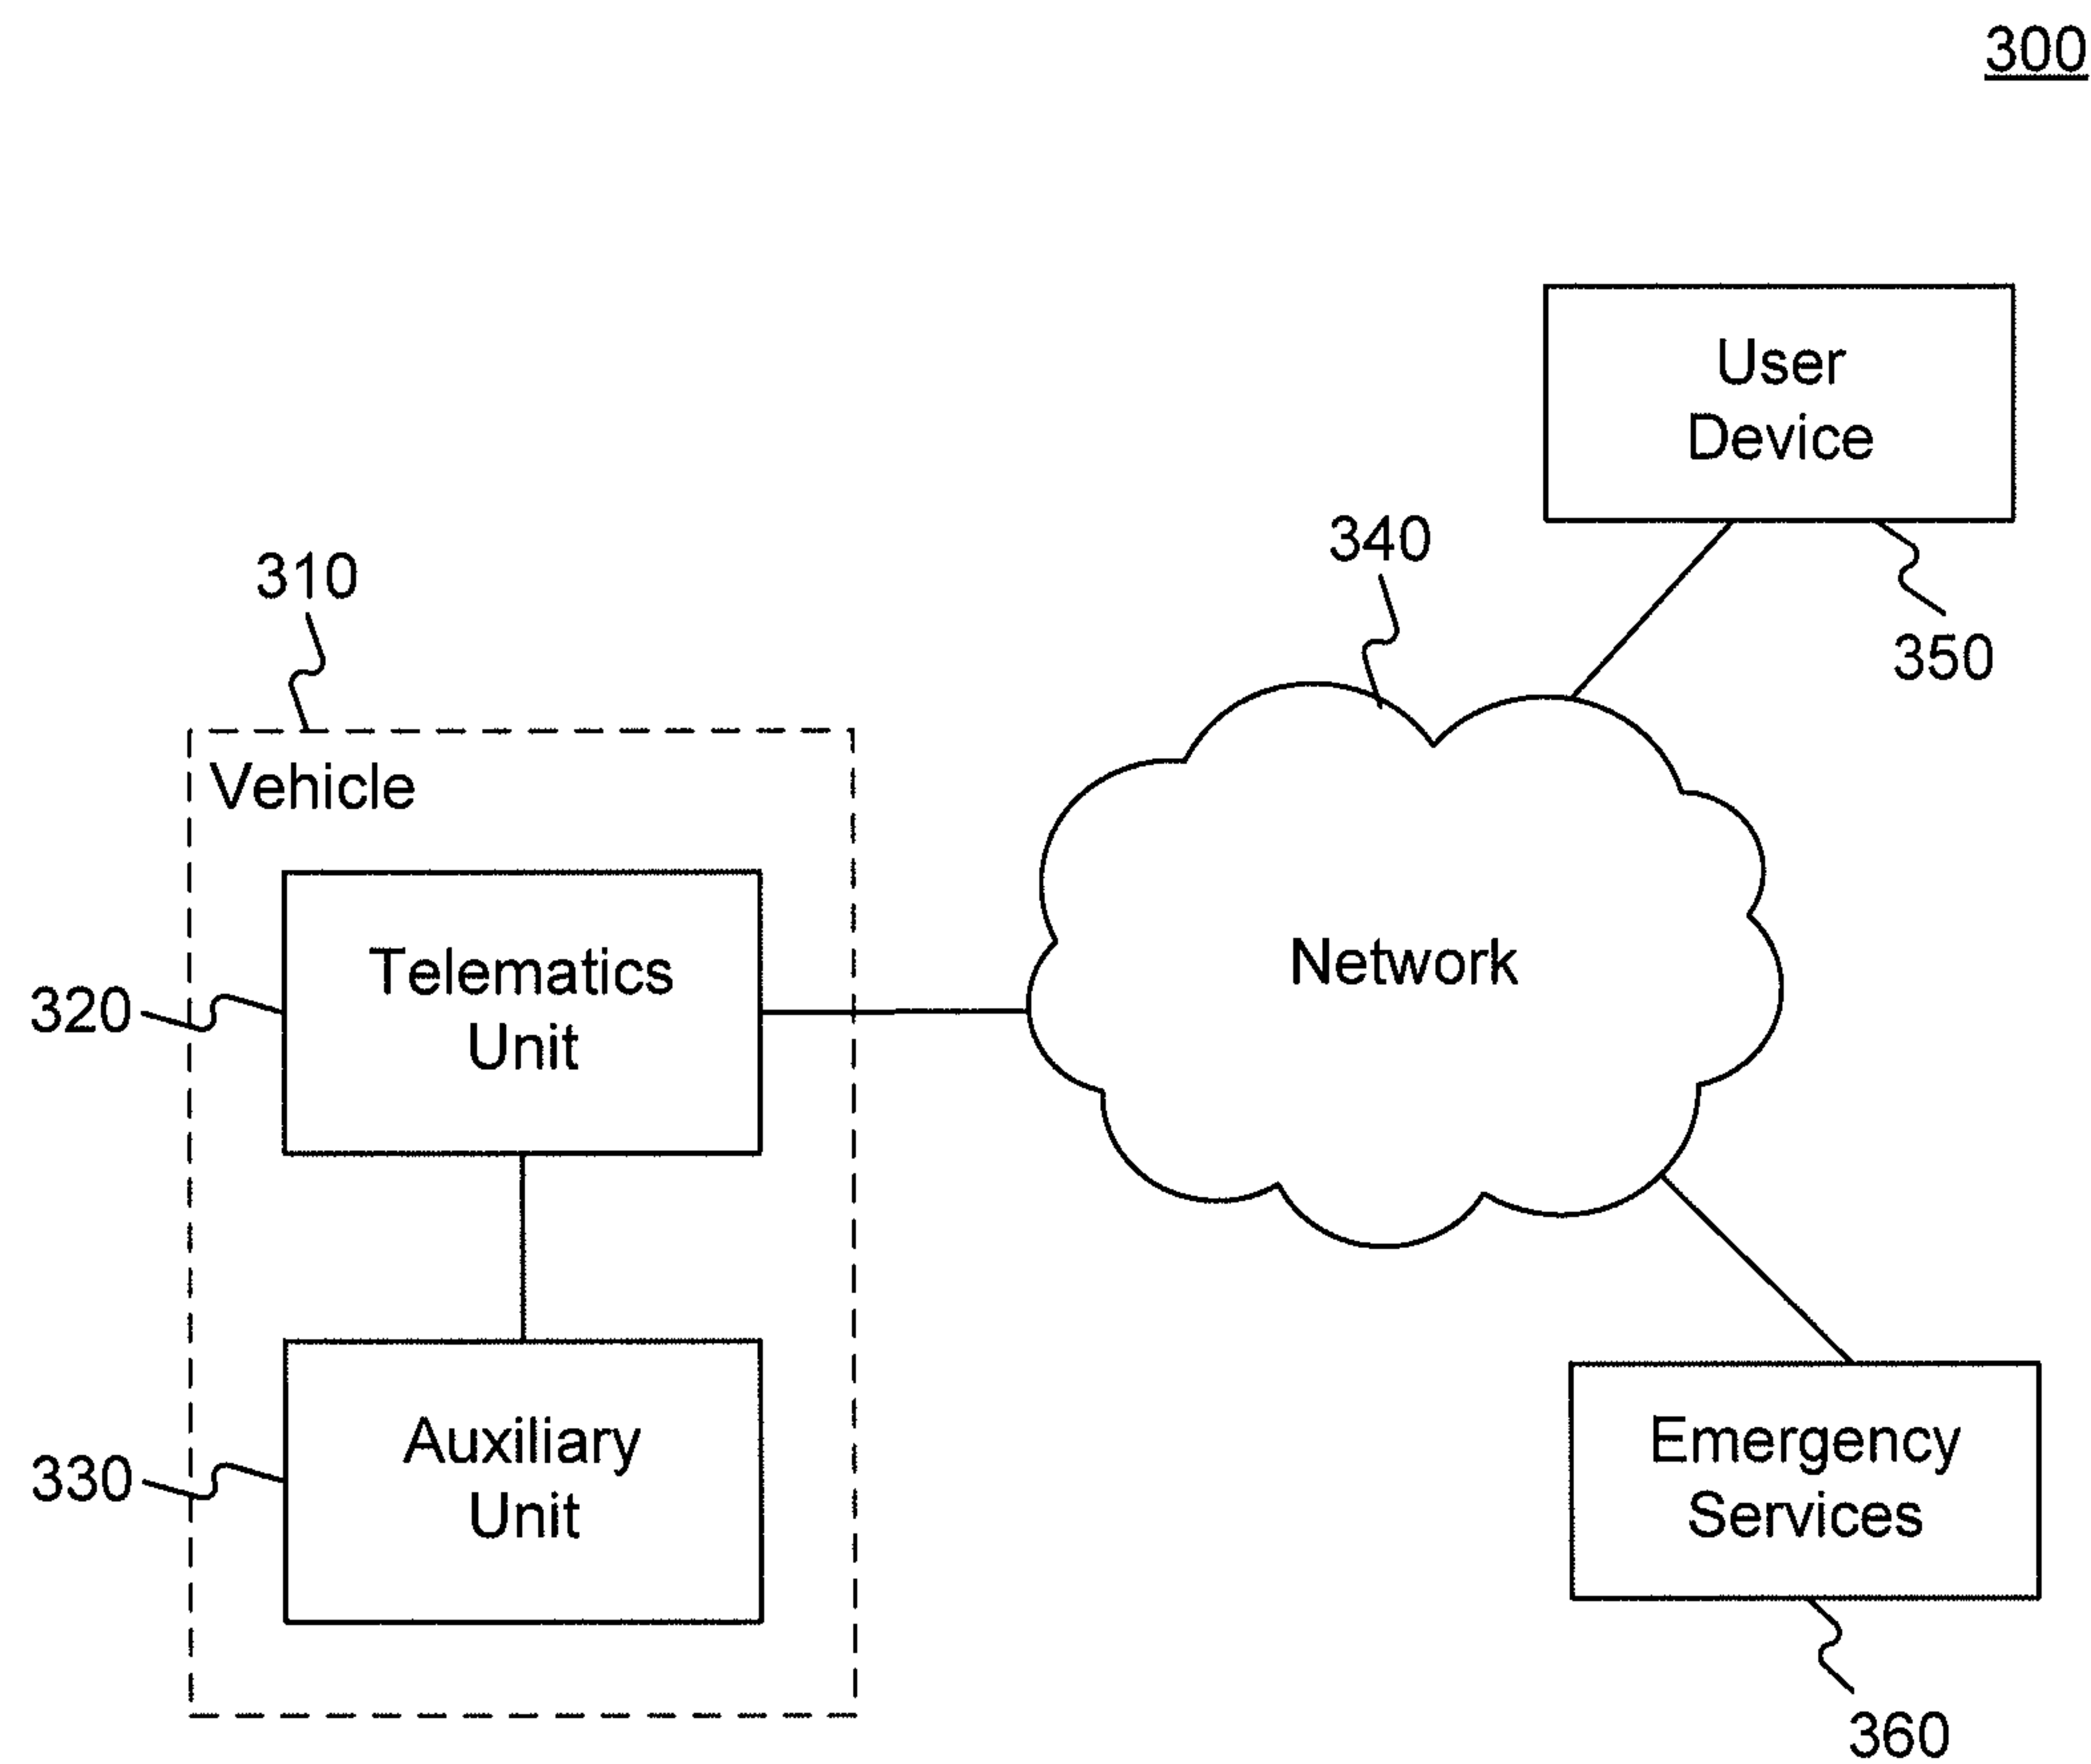 300
User
Device
340
310
350
Vehicle
Telematics
Unit
320
Network
Auxiliary
Unit
330
Emergency
Services
360